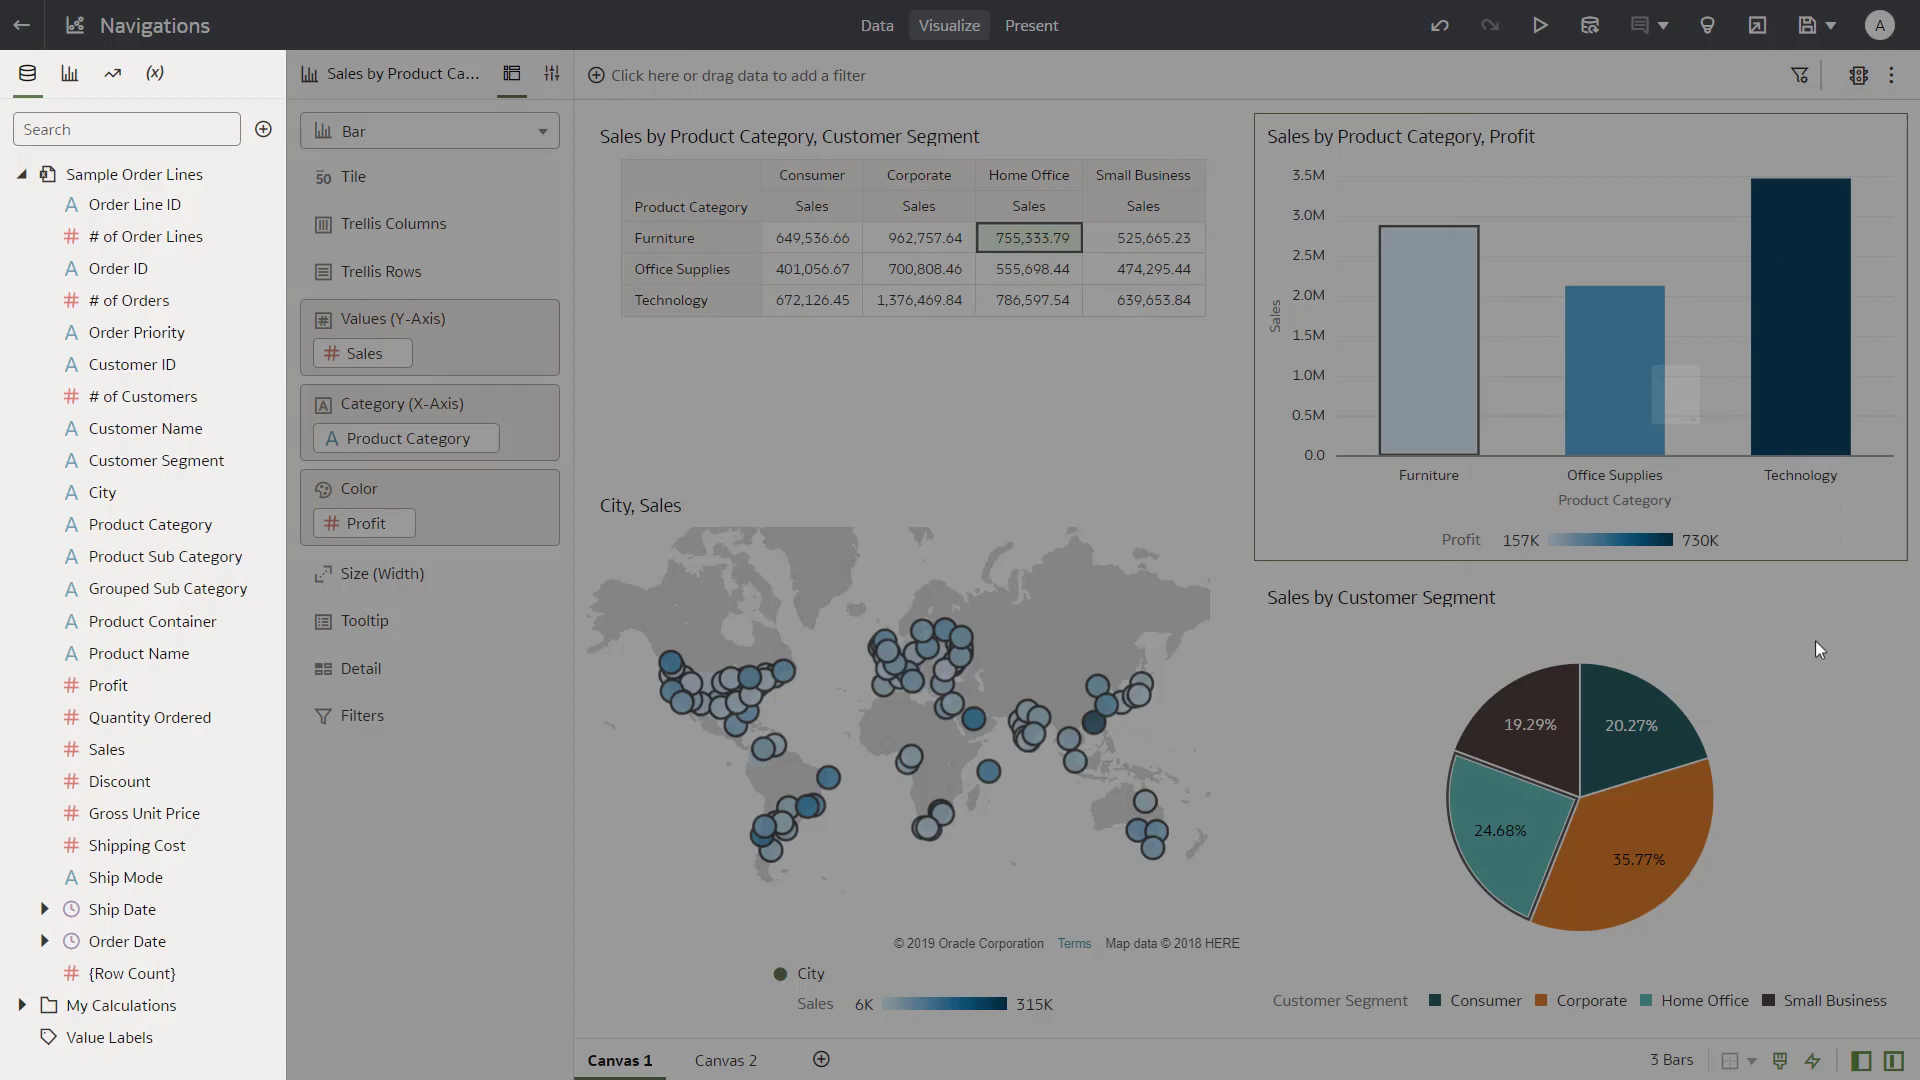 Navigations
Data
Visualize
Present
A
(x)
Sales by Product Ca...
Click here or drag data to add a filter
Search
Sample Order Lines
A Order Line ID
# # of Order Lines
A Order ID
# # of Orders
A Order Priority
A Customer ID
# # of Customers
A Customer Name
A Customer Segment
A City
A Product Category
A Product Sub Category
A Grouped Sub Category
A Product Container
A Product Name
# Profit
# Quantity Ordered
# Sales
# Discount
# Gross Unit Price
# Shipping Cost
A Ship Mode
Ship Date
Order Date
# {Row Count}
My Calculations
Value Labels
Bar
50 Tile
Trellis Columns
Trellis Rows
# Values (Y-Axis)
# Sales
A Category (X-Axis)
A Product Category
Color
# Profit
Size (Width)
Tooltip
Detail
Filters
Sales by Product Category, Customer Segment
Consumer Corporate Home Office Small Business
Product Category Sales Sales Sales Sales
Furniture 649,536.66 962,757.64 755,333.79 525,665.23
Office Supplies 401,056.67 700,808.46 555,698.44 474,295.44
Technology 672,126.45 1,376,469.84 786,597.54 639,653.84
Sales by Product Category, Profit
3.5M
3.0M
2.5M
2.0M
1.5M
1.0M
0.5M
0.0
Sales
Furniture Office Supplies Technology
Product Category
Profit 157K 730K
City, Sales
© 2019 Oracle Corporation Terms Map data © 2018 HERE
City
Sales 6K 315K
Sales by Customer Segment
19.29%
20.27%
24.68%
35.77%
Customer Segment Consumer Corporate Home Office Small Business
Canvas 1
Canvas 2
3 Bars